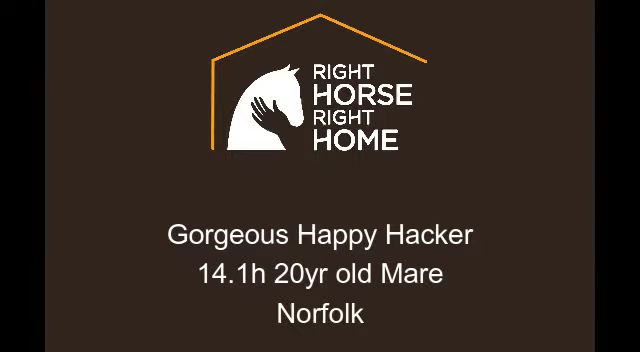 RIGHT
HORSE
RIGHT
HOME
Gorgeous Happy Hacker
14.1h 20yr old Mare
Norfolk